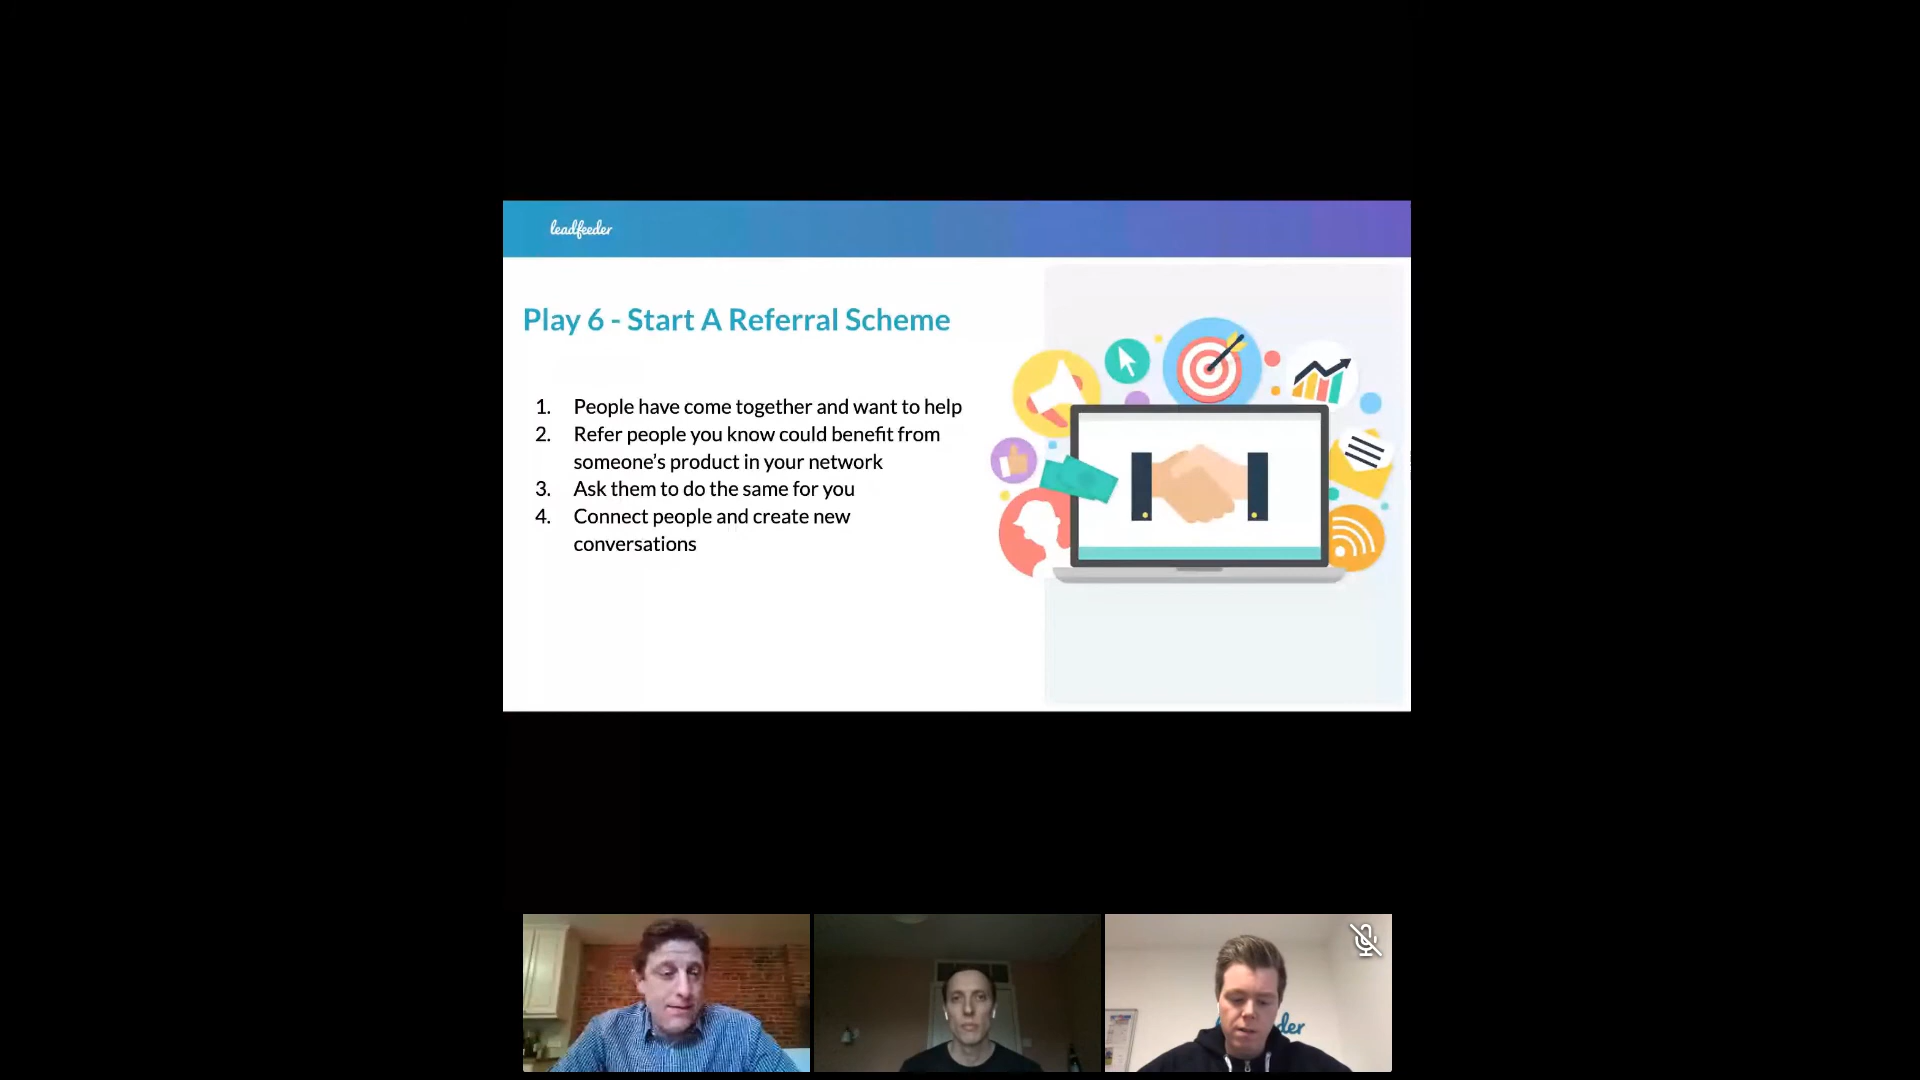 leadfeeder
Play 6 - Start A Referral Scheme
1. People have come together and want to help
2. Refer people you know could benefit from
someone’s product in your network
3. Ask them to do the same for you
4. Connect people and create new
conversations